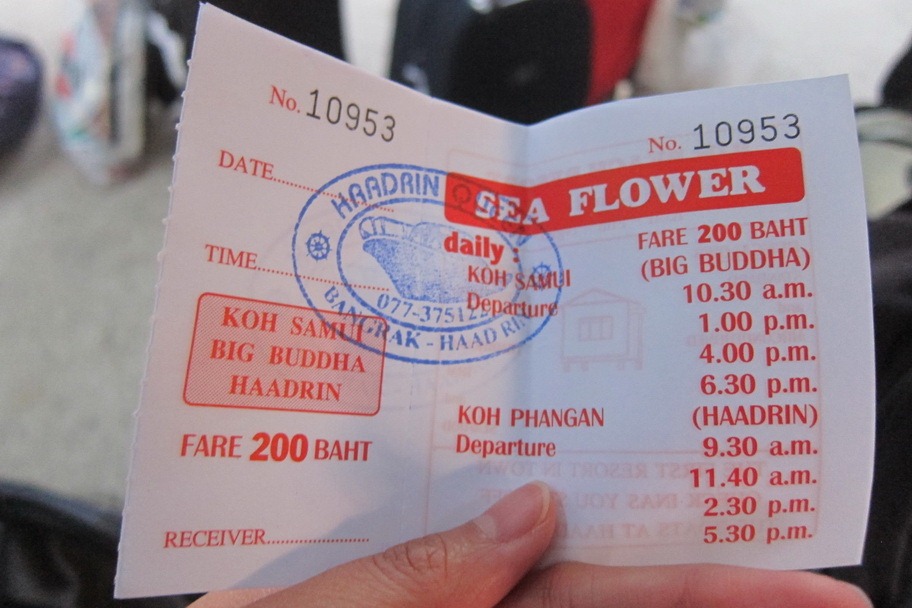 No. 10953
DATE
TIME
KOH SAMUI
BIG BUDDHA
HAADRIN
FARE 200 BAHT
RECEIVER
HAADRIN
077-3751
BANGRAK - HAAD RIN
No. 10953
SEA FLOWER
daily :
FARE 200 BAHT
KOH SAMUI (BIG BUDDHA)
Departure 10.30 a.m.
1.00 p.m.
4.00 p.m.
6.30 p.m.
KOH PHANGAN (HAADRIN)
Departure 9.30 a.m.
11.40 a.m.
2.30 p.m.
5.30 p.m.